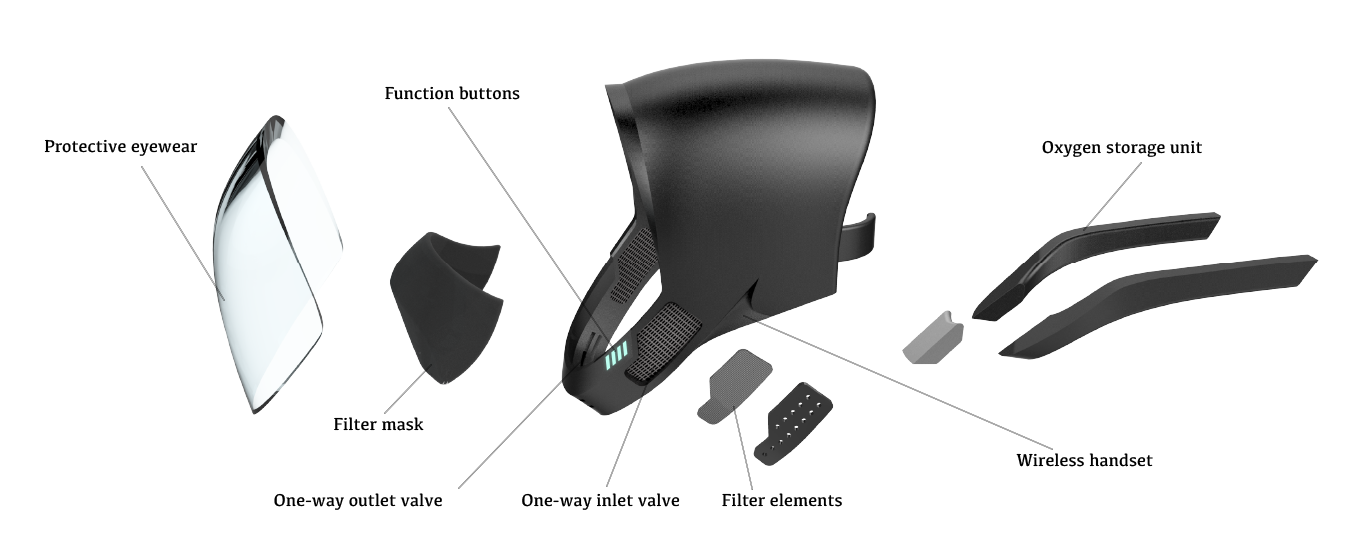 Function buttons
Protective eyewear
Oxygen storage unit
Filter mask
Wireless handset
One-way outlet valve
One-way inlet valve
Filter elements